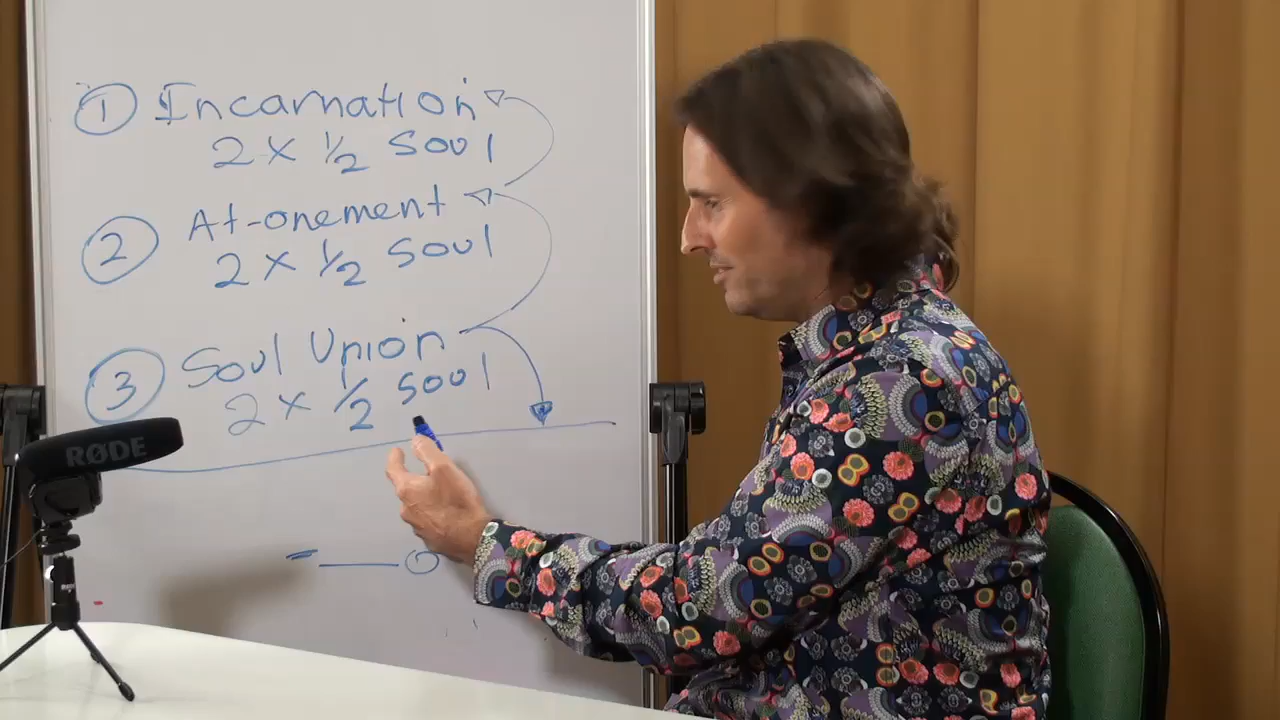 ① Incarnation
2 x 1/2 Soul
② At-onement
2 x 1/2 Soul
③ Soul Union
2 x 1/2 Soul
RØDE